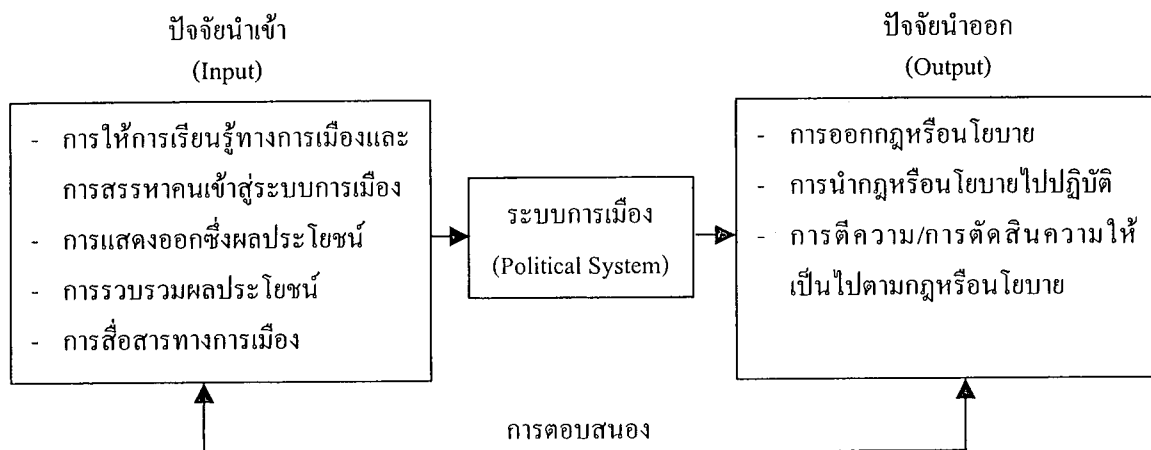 ปัจจัยนำเข้า
(Input)
- การให้การเรียนรู้ทางการเมืองและ
การสรรหาคนเข้าสู่ระบบการเมือง
- การแสดงออกซึ่งผลประโยชน์
- การรวบรวมผลประโยชน์
- การสื่อสารทางการเมือง
ระบบการเมือง
(Political System)
ปัจจัยนำออก
(Output)
- การออกกฎหรือนโยบาย
- การนำกฎหรือนโยบายไปปฏิบัติ
- การตีความ/การตัดสินความให้
เป็นไปตามกฎหรือนโยบาย
การตอบสนอง